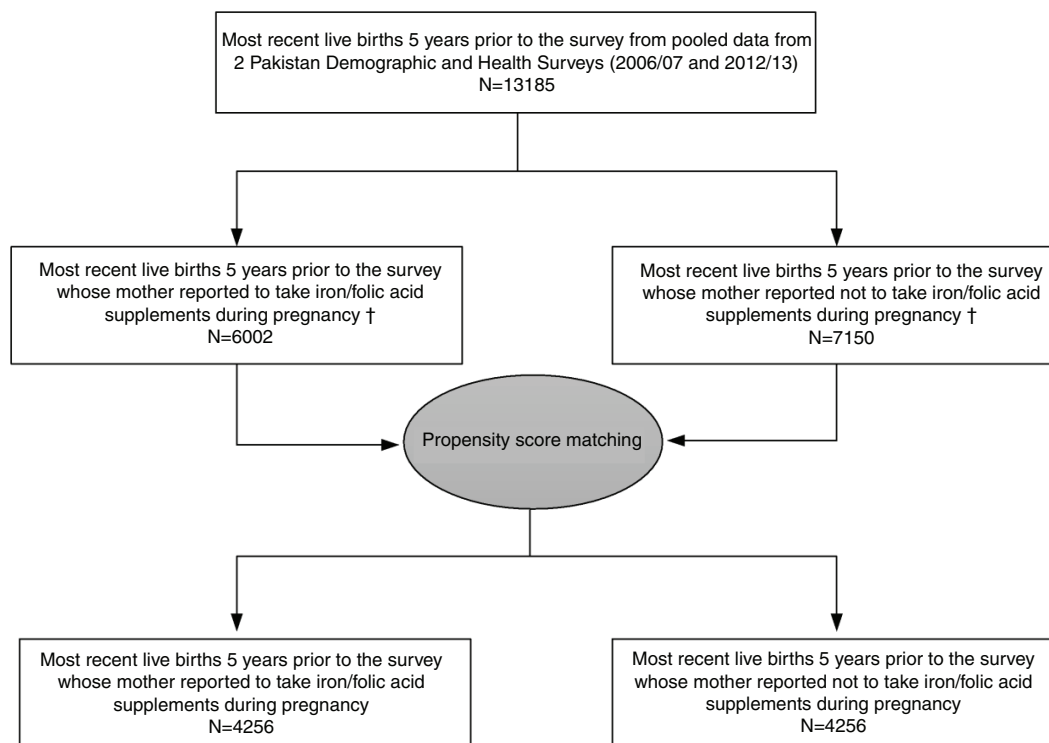 Most recent live births 5 years prior to the survey from pooled data from
2 Pakistan Demographic and Health Surveys (2006/07 and 2012/13)
N=13185
Most recent live births 5 years prior to the survey
whose mother reported to take iron/folic acid
supplements during pregnancy †
N=6002
Most recent live births 5 years prior to the survey
whose mother reported not to take iron/folic acid
supplements during pregnancy †
N=7150
Propensity score matching
Most recent live births 5 years prior to the survey
whose mother reported to take iron/folic acid
supplements during pregnancy
N=4256
Most recent live births 5 years prior to the survey
whose mother reported not to take iron/folic acid
supplements during pregnancy
N=4256